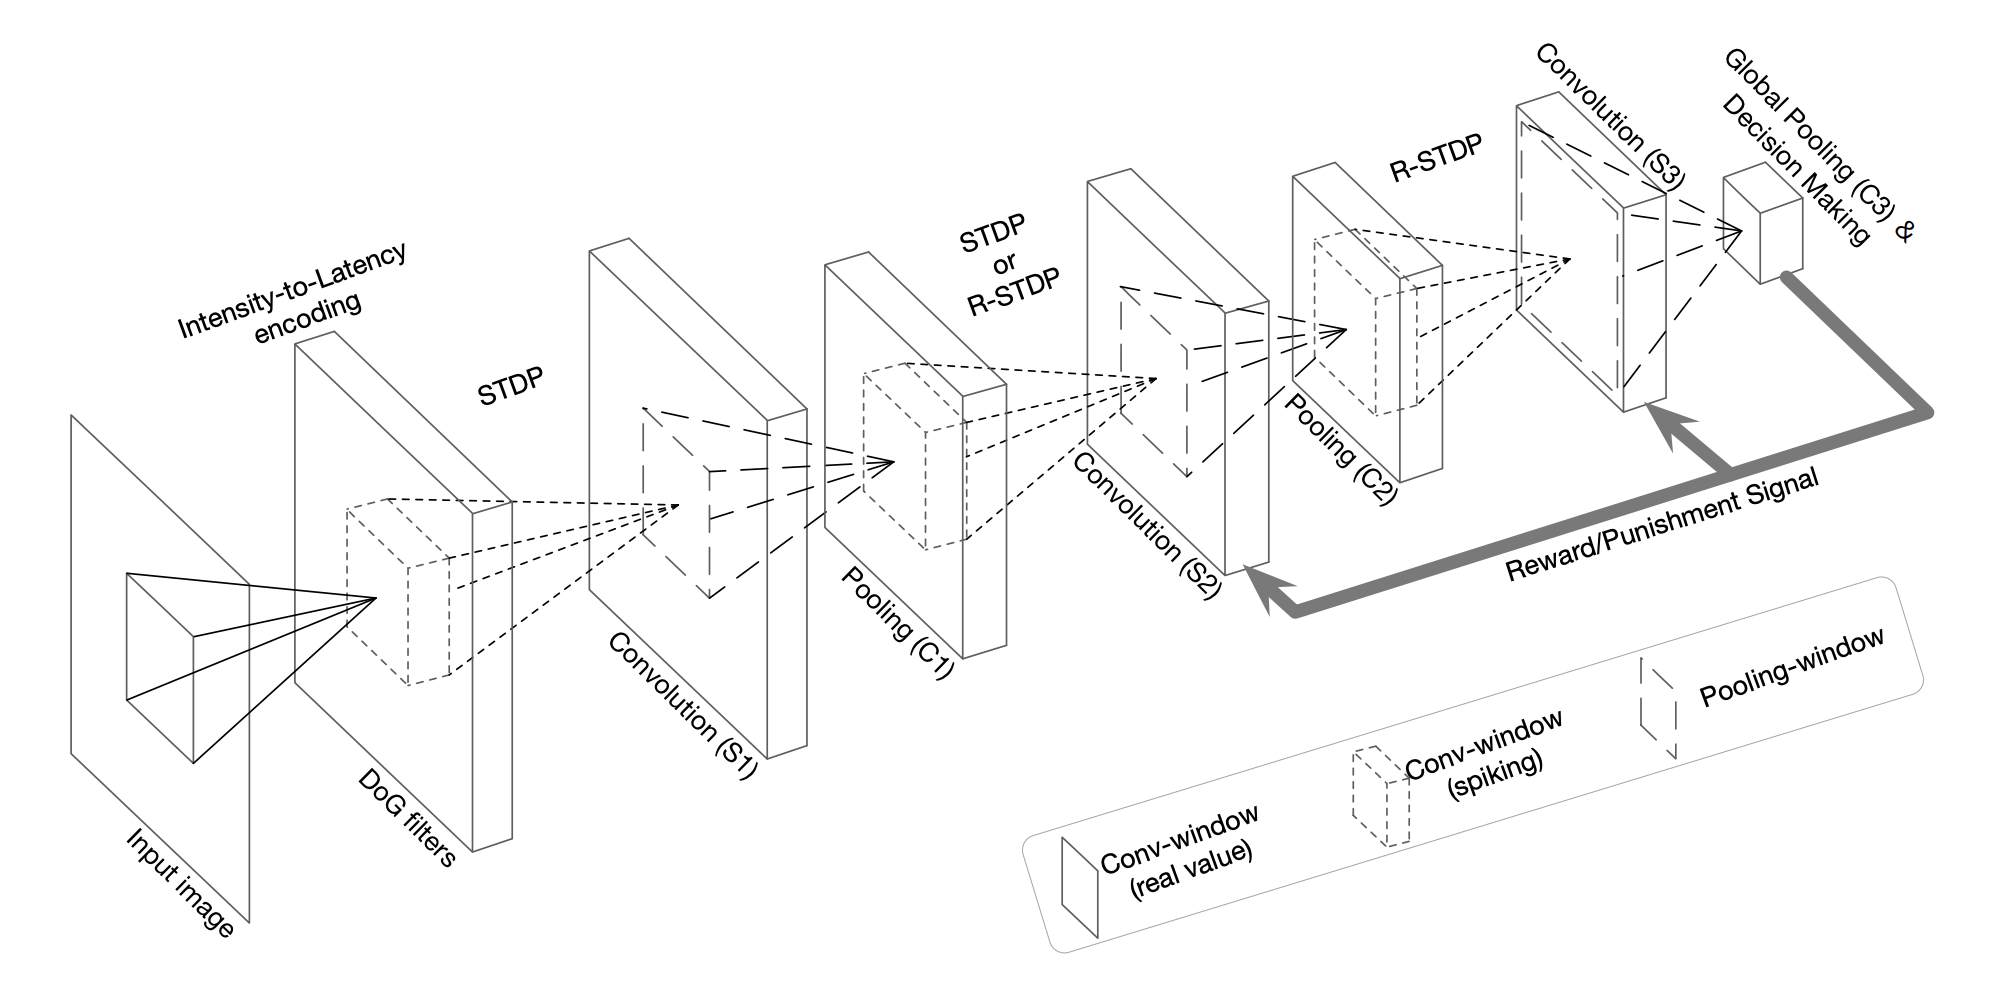 Input image
DoG filters
Intensity-to-Latency
encoding
STDP
Convolution (S1)
Pooling (C1)
STDP
or
R-STDP
Convolution (S2)
Pooling (C2)
R-STDP
Convolution (S3)
Global Pooling (C3) &
Decision Making
Reward/Punishment Signal
Conv-window
(real value)
Conv-window
(spiking)
Pooling-window